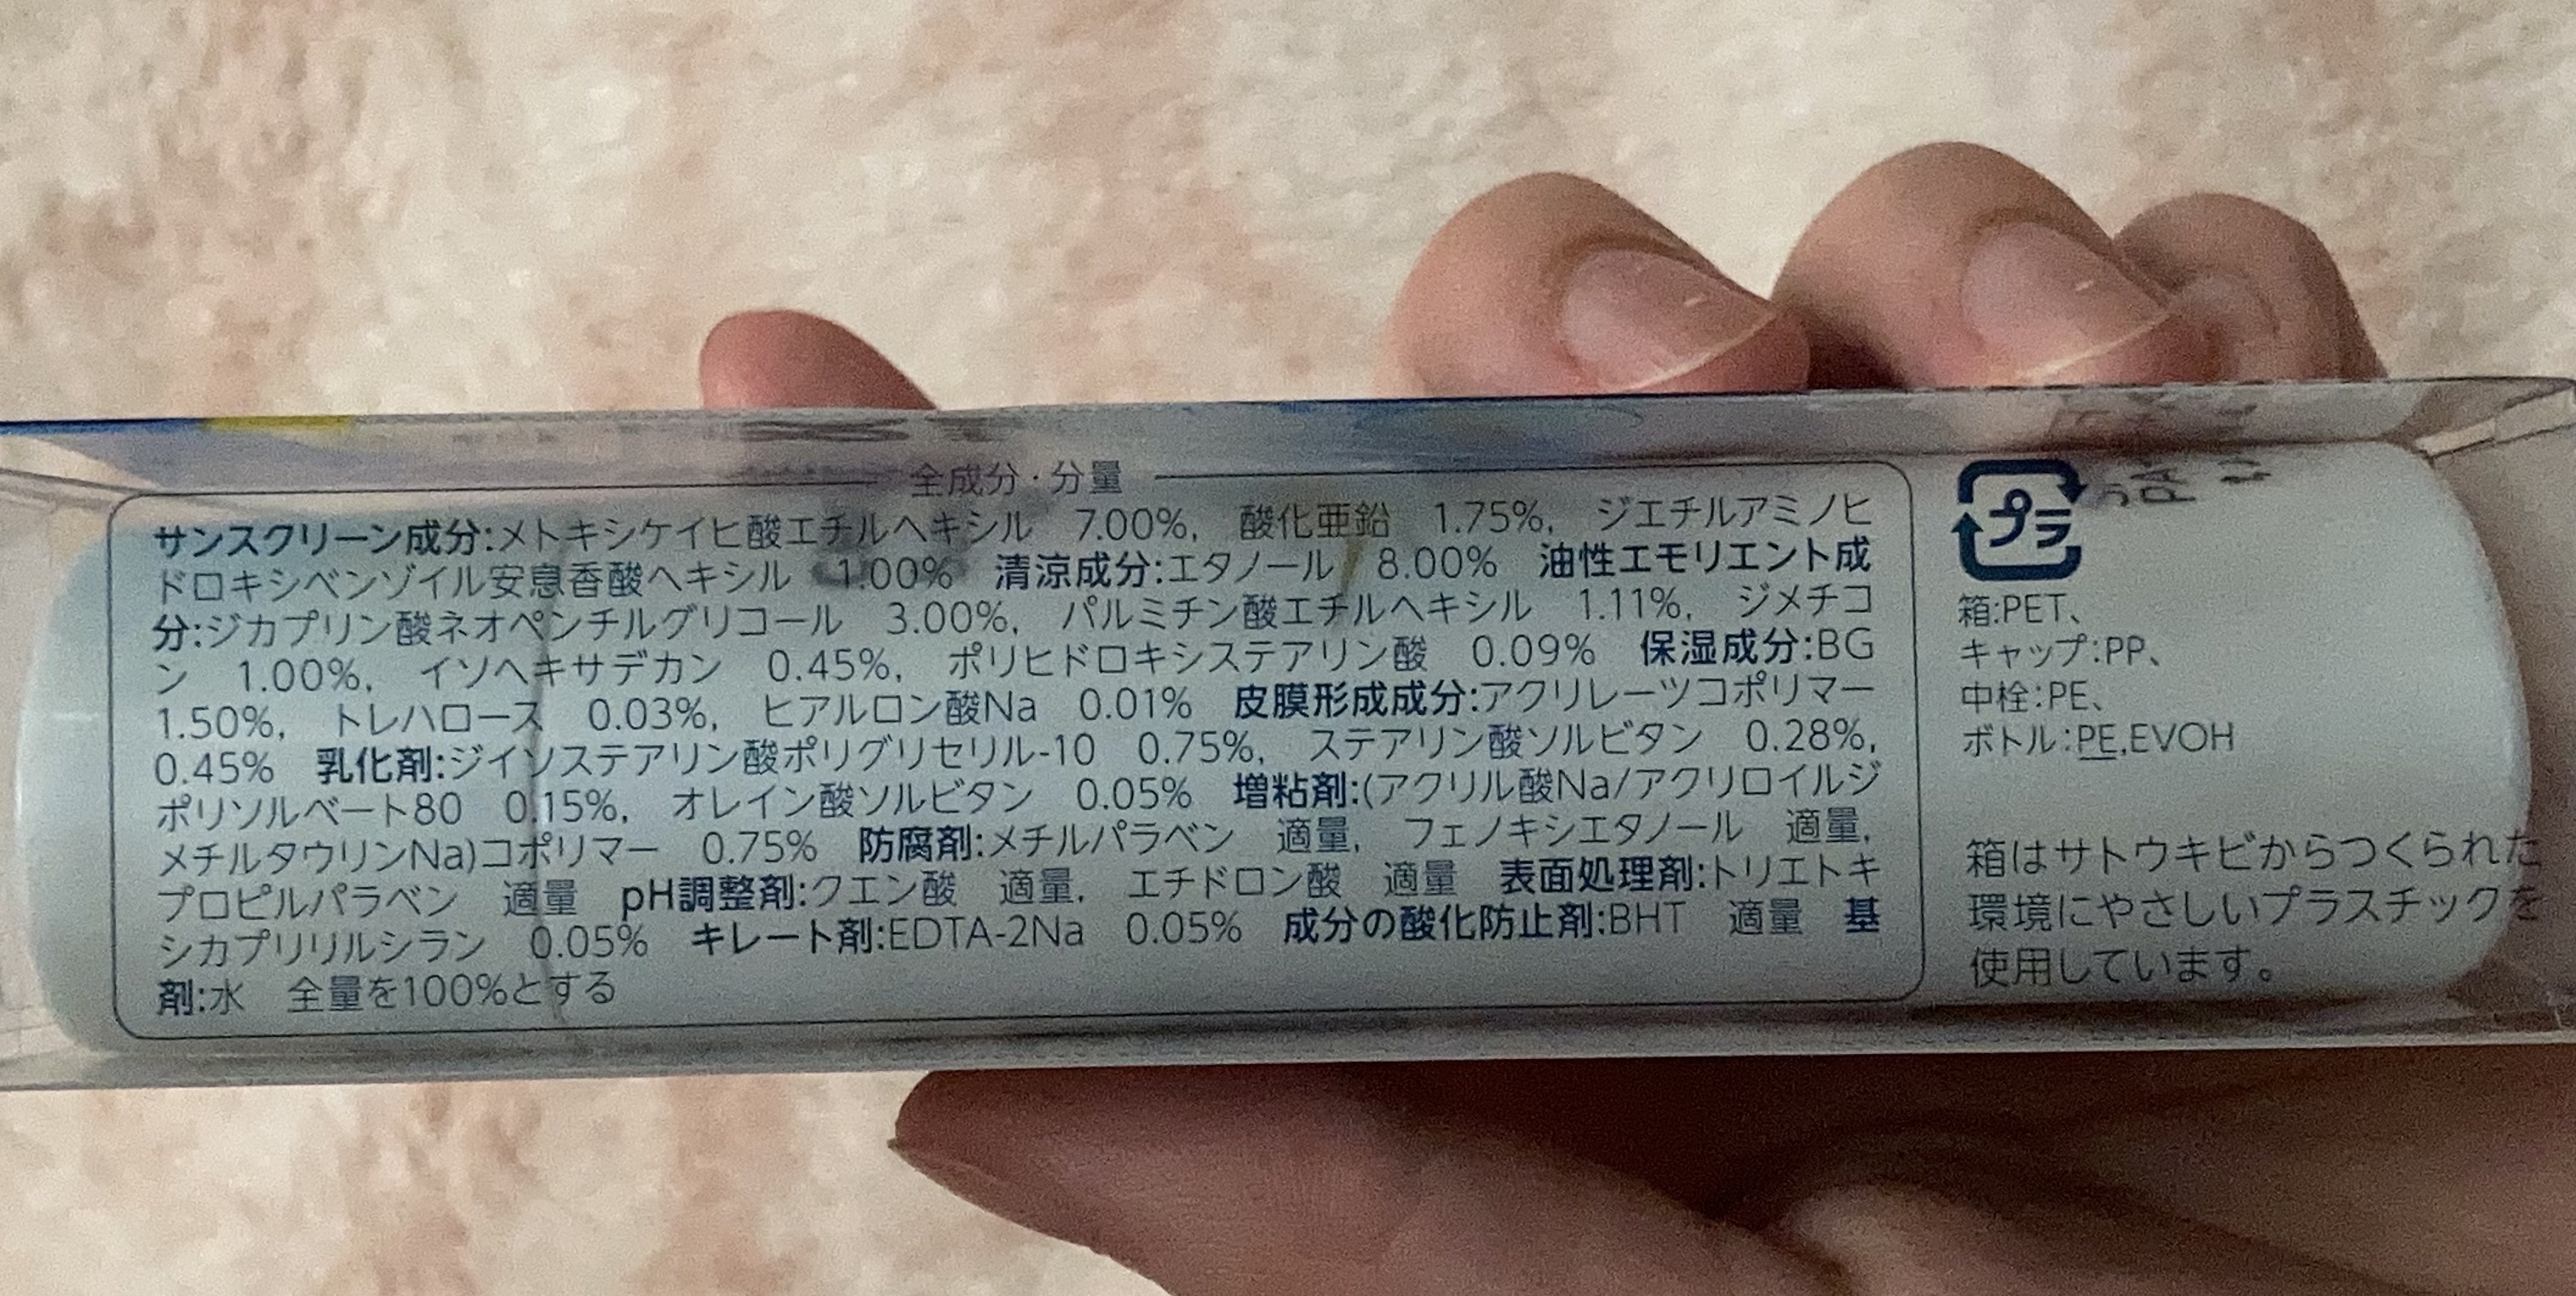 全成分・分量
サンスクリーン成分:メトキシケイヒ酸エチルヘキシル　7.00%,　酸化亜鉛　1.75%,　ジエチルアミノヒ
ドロキシベンゾイル安息香酸ヘキシル　1.00%　清涼成分:エタノール　8.00%　油性エモリエント成
分:ジカプリン酸ネオペンチルグリコール　3.00%,　パルミチン酸エチルヘキシル　1.11%,　ジメチコ
ン　1.00%,　イソヘキサデカン　0.45%,　ポリヒドロキシステアリン酸　0.09%　保湿成分:BG
1.50%,　トレハロース　0.03%,　ヒアルロン酸Na　0.01%　皮膜形成成分:アクリレーツコポリマー
0.45%　乳化剤:ジイソステアリン酸ポリグリセリル-10　0.75%,　ステアリン酸ソルビタン　0.28%,
ポリソルベート80　0.15%,　オレイン酸ソルビタン　0.05%　増粘剤:(アクリル酸Na/アクリロイルジ
メチルタウリンNa)コポリマー　0.75%　防腐剤:メチルパラベン　適量,　フェノキシエタノール　適量,
プロピルパラベン　適量　pH調整剤:クエン酸　適量,　エチドロン酸　適量　表面処理剤:トリエトキ
シカプリリルシラン　0.05%　キレート剤:EDTA-2Na　0.05%　成分の酸化防止剤:BHT　適量　基
剤:水　全量を100%とする
プラ
箱:PET、
キャップ:PP、
中栓:PE、
ボトル:PE,EVOH
箱はサトウキビからつくられた
環境にやさしいプラスチックを
使用しています。